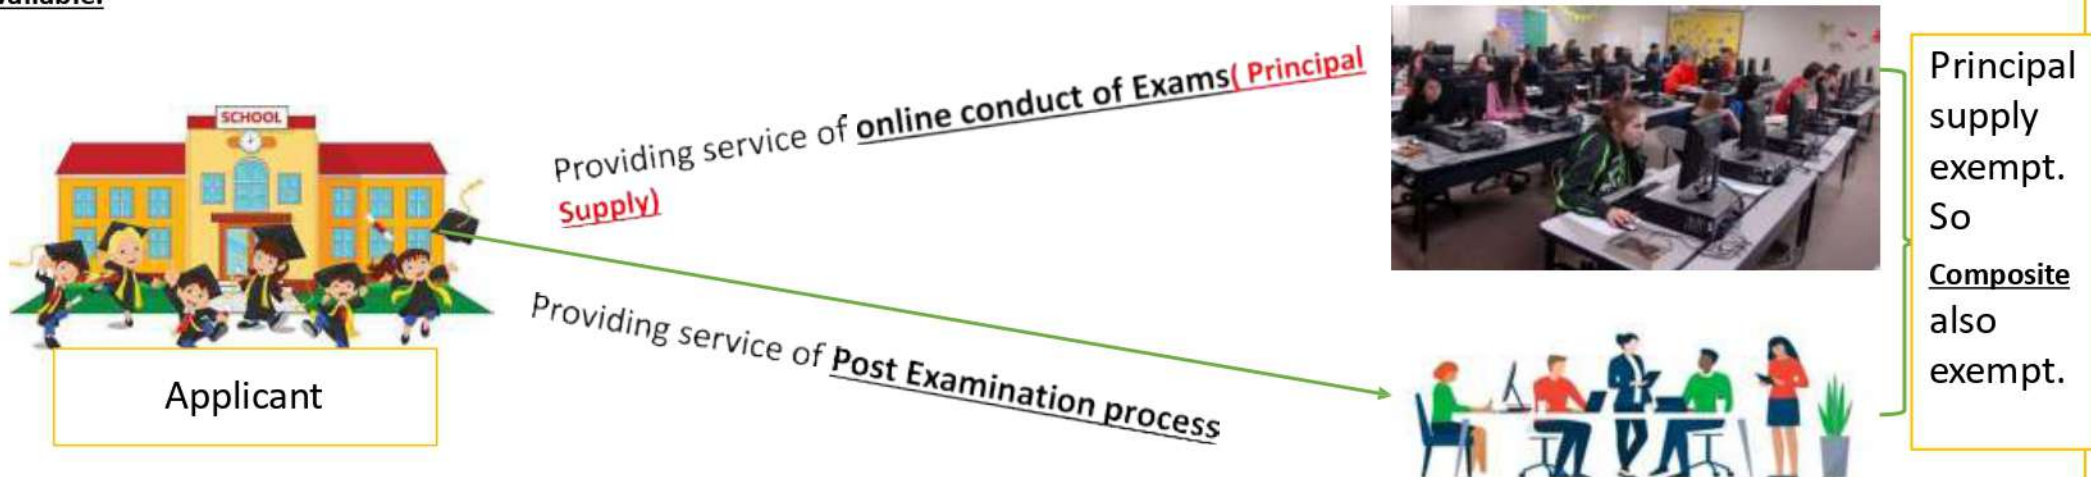 SCHOOL
Providing service of online conduct of Exams( Principal
Supply)
Providing service of Post Examination process
Applicant
Principal
supply
exempt.
So
Composite
also
exempt.